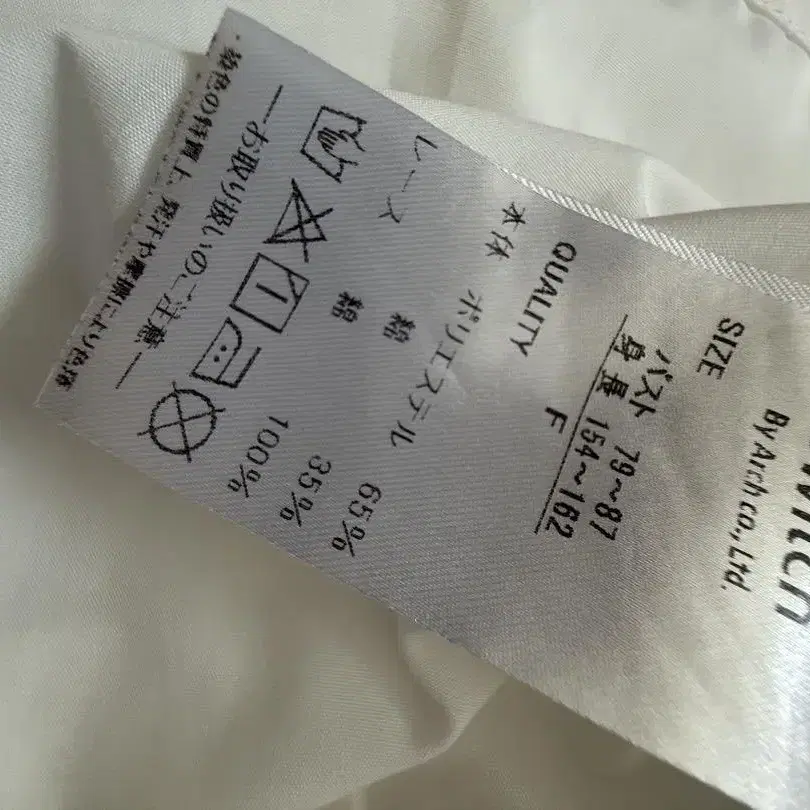 By Arch co., Ltd.
SIZE
バスト 79~87
身長 154~162
F
QUALITY
本体 ポリエステル 65%
綿 35%
レース 綿 100%
―お取り扱いのご注意―